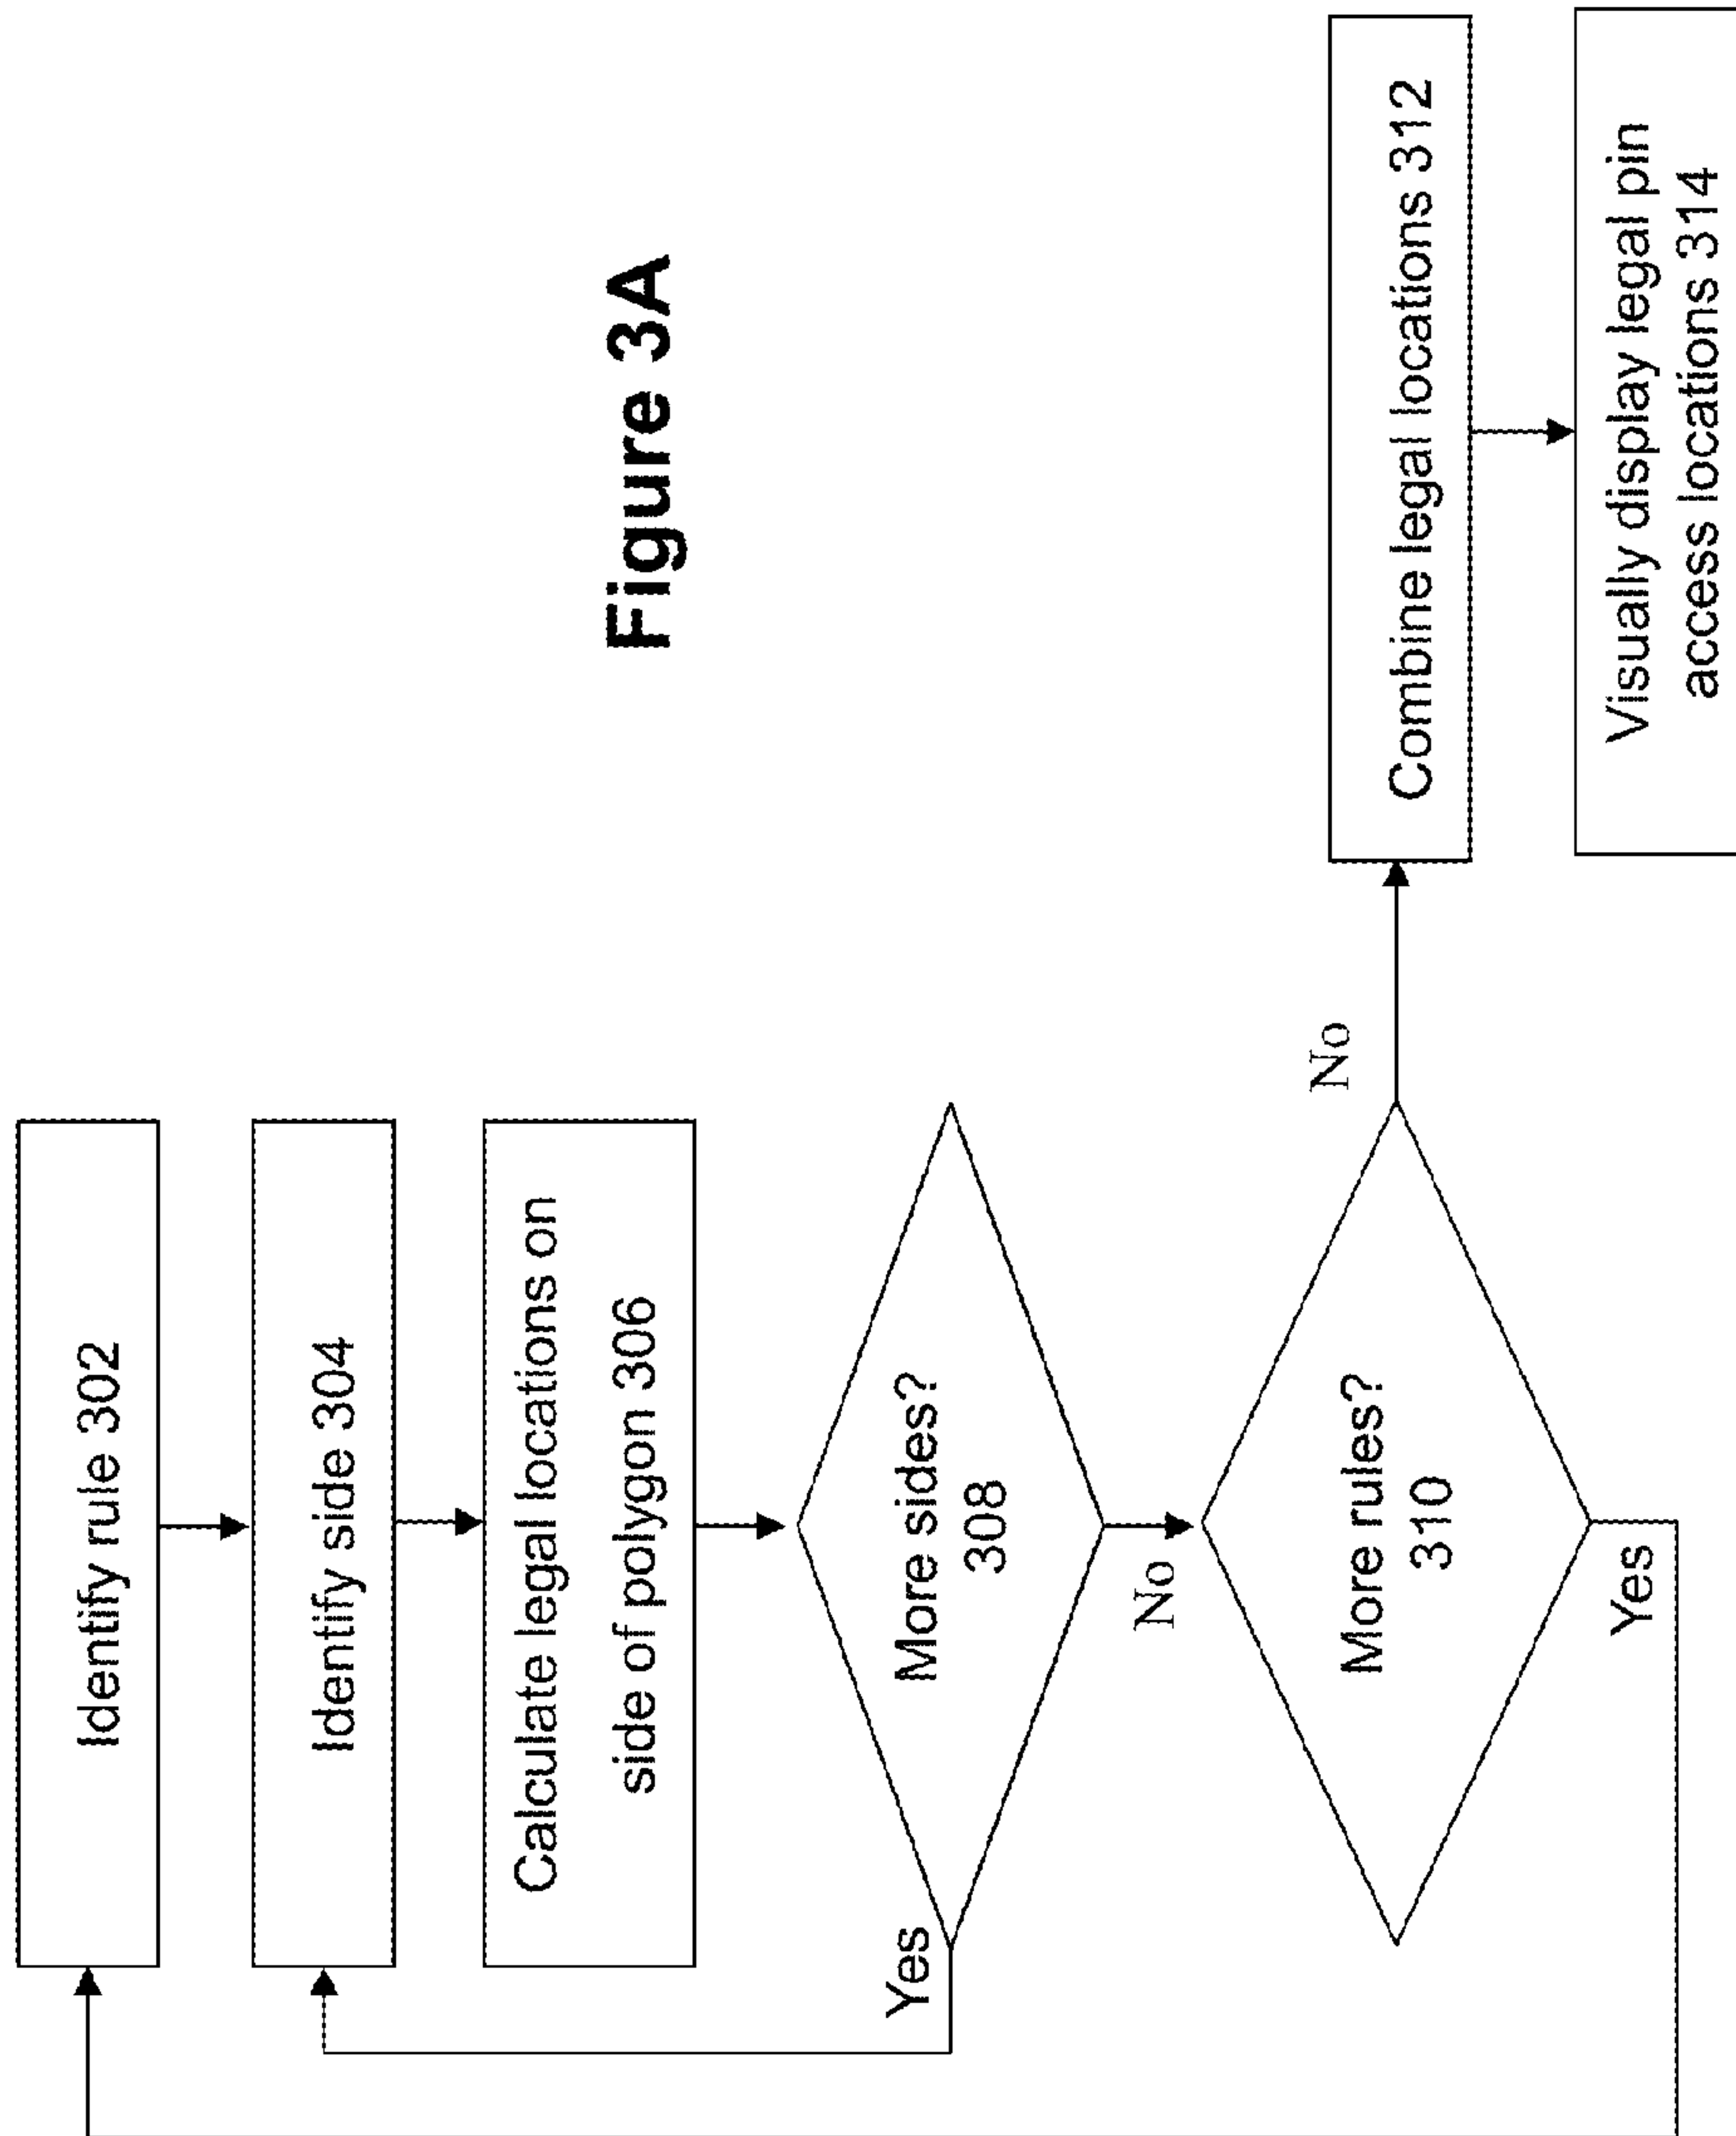 Identify rule 302
Identify side 304
Calculate legal locations on
side of polygon 306
More sides?
308
Yes
No
More rules?
310
Yes
No
Combine legal locations 312
Visually display legal pin
access locations 314
Figure 3A